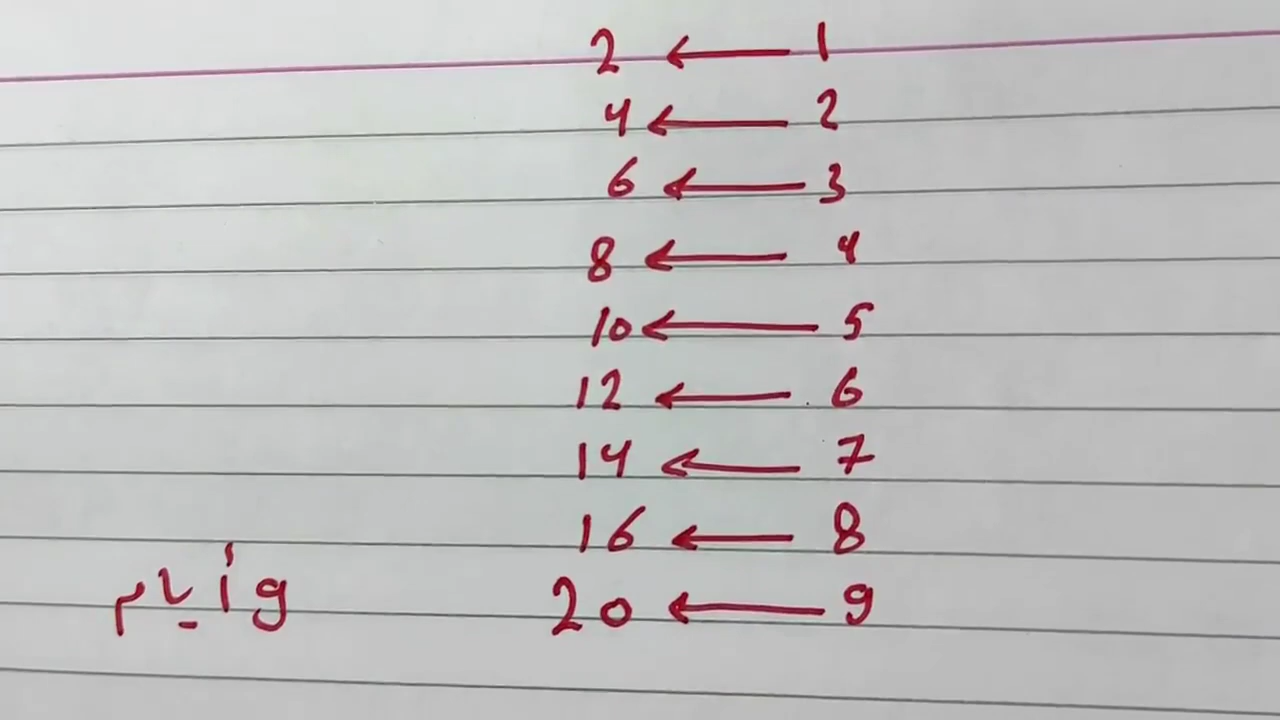 2 ← 1
4 ← 2
6 ← 3
8 ← 4
10 ← 5
12 ← 6
14 ← 7
16 ← 8
20 ← 9